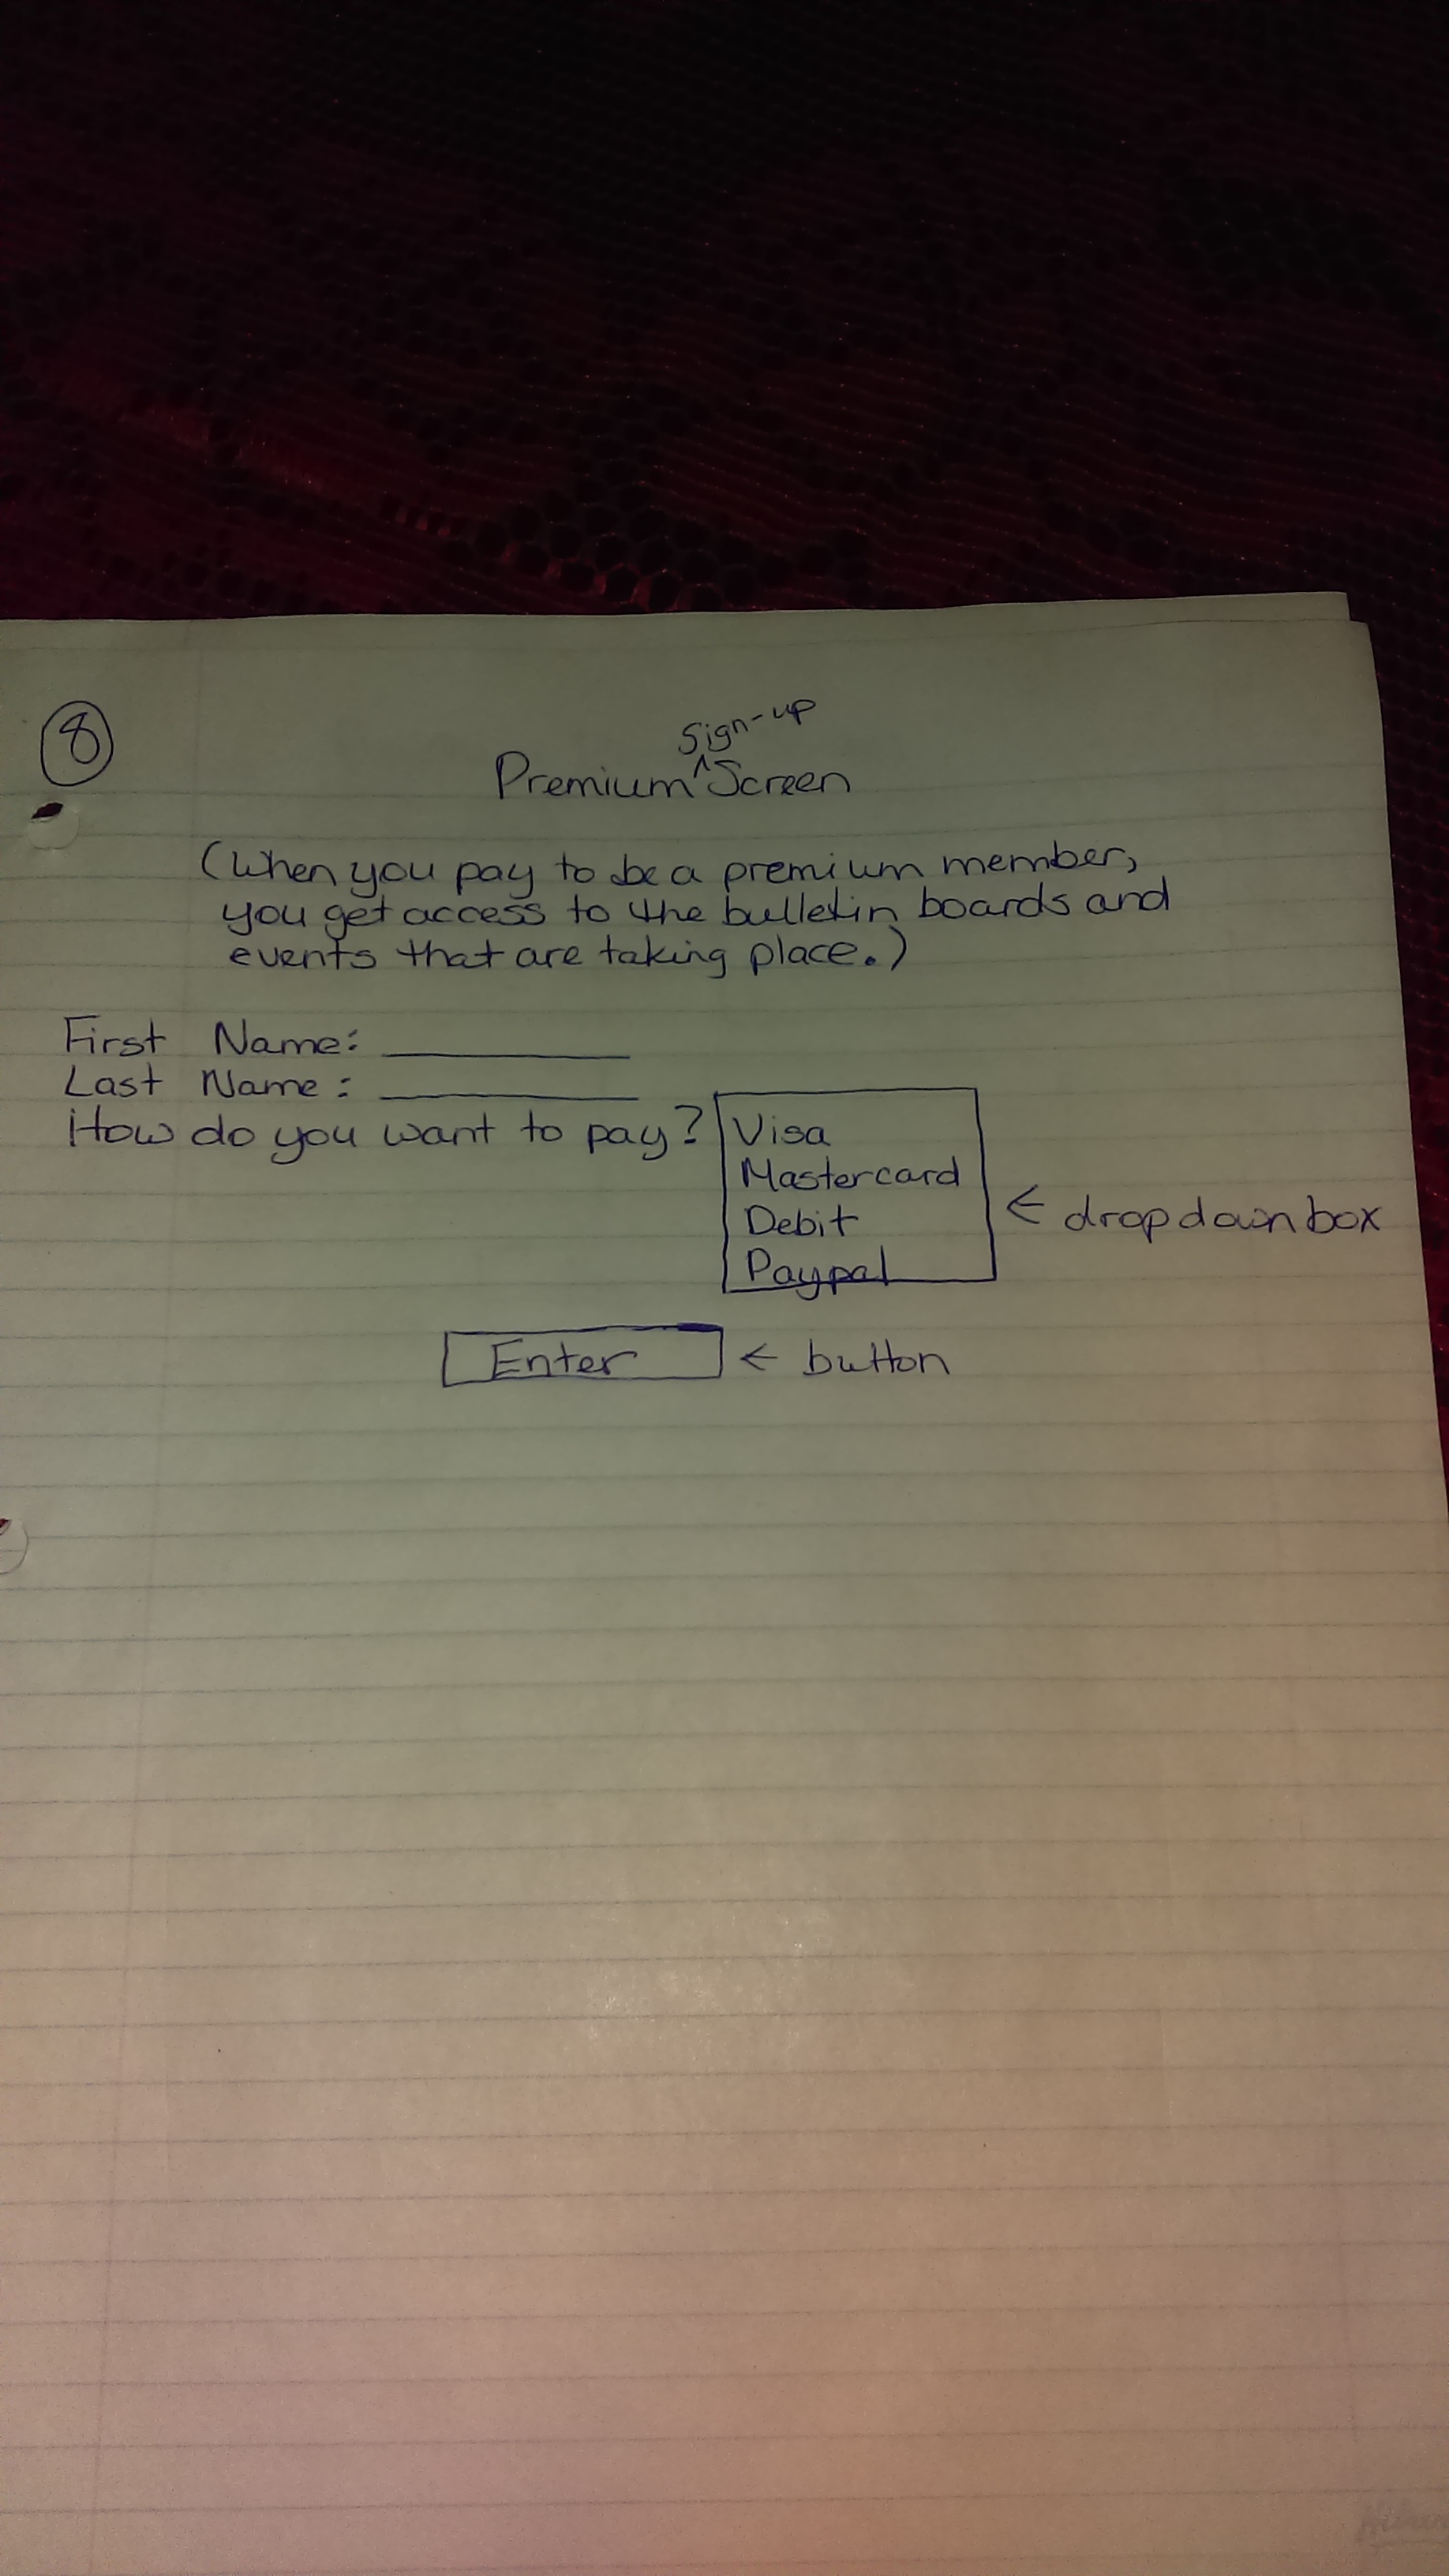 8
Premium Sign-up Screen
(When you pay to be a premium member,
you get access to the bulletin boards and
events that are taking place.)
First Name: __________
Last Name: __________
How do you want to pay? Visa
Mastercard
Debit
Paypal
← drop down box
Enter ← button